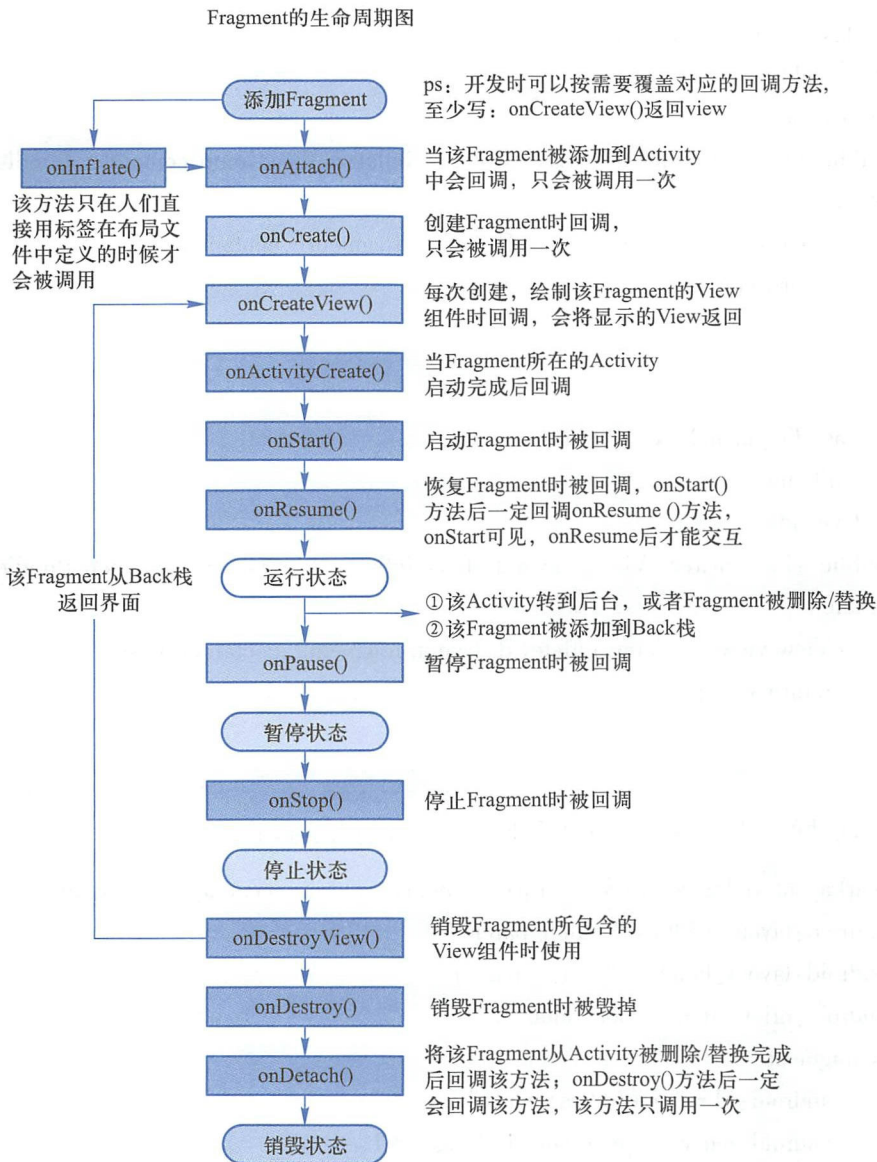 Fragment的生命周期图
添加Fragment
ps：开发时可以按需要覆盖对应的回调方法，
至少写：onCreateView()返回view
onInflate()
该方法只在人们直
接用标签在布局文
件中定义的时候才
会被调用
onAttach()
当该Fragment被添加到Activity
中会回调，只会被调用一次
onCreate()
创建Fragment时回调，
只会被调用一次
onCreateView()
每次创建，绘制该Fragment的View
组件时回调，会将显示的View返回
onActivityCreate()
当Fragment所在的Activity
启动完成后回调
onStart()
启动Fragment时被回调
onResume()
恢复Fragment时被回调，onStart()
方法后一定回调onResume ()方法，
onStart可见，onResume后才能交互
该Fragment从Back栈
返回界面
运行状态
①该Activity转到后台，或者Fragment被删除/替换
②该Fragment被添加到Back栈
onPause()
暂停Fragment时被回调
暂停状态
onStop()
停止Fragment时被回调
停止状态
onDestroyView()
销毁Fragment所包含的
View组件时使用
onDestroy()
销毁Fragment时被毁掉
onDetach()
将该Fragment从Activity被删除/替换完成
后回调该方法；onDestroy()方法后一定
会回调该方法，该方法只调用一次
销毁状态